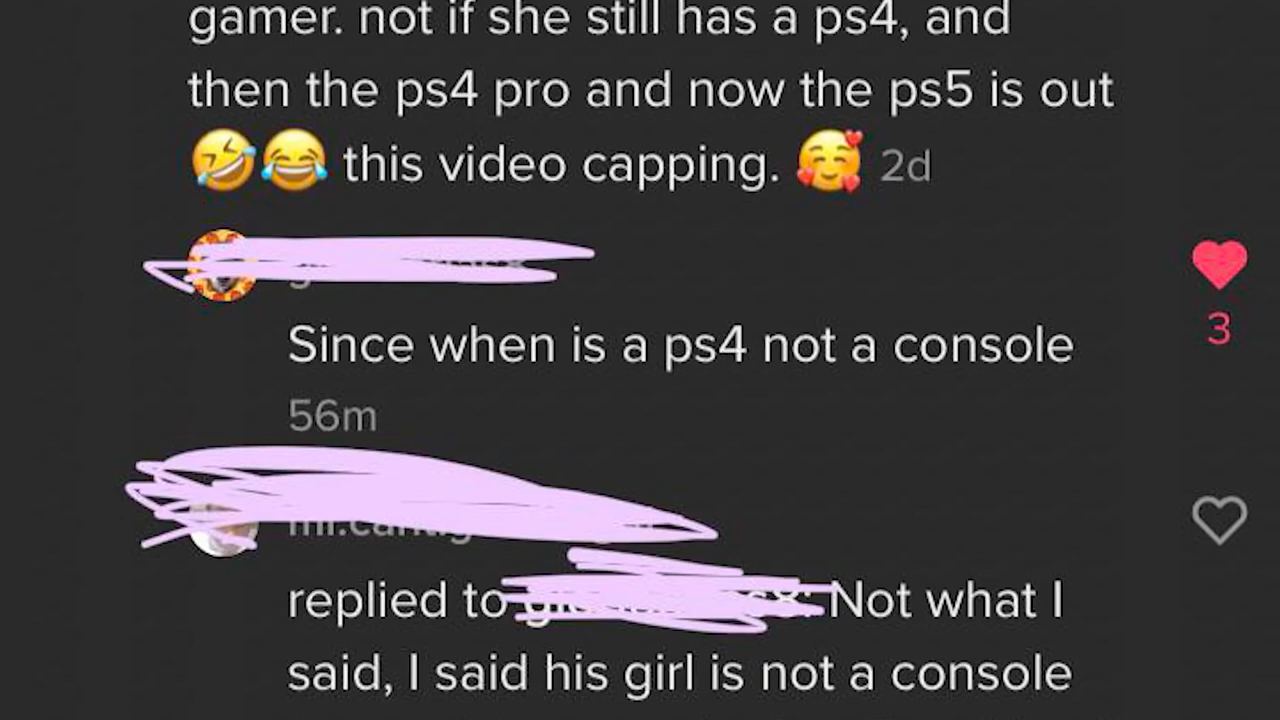 gamer. not if she still has a ps4, and
then the ps4 pro and now the ps5 is out
🤣😂 this video capping. 🥰 2d
Since when is a ps4 not a console
3
56m
replied to Not what I
said, I said his girl is not a console